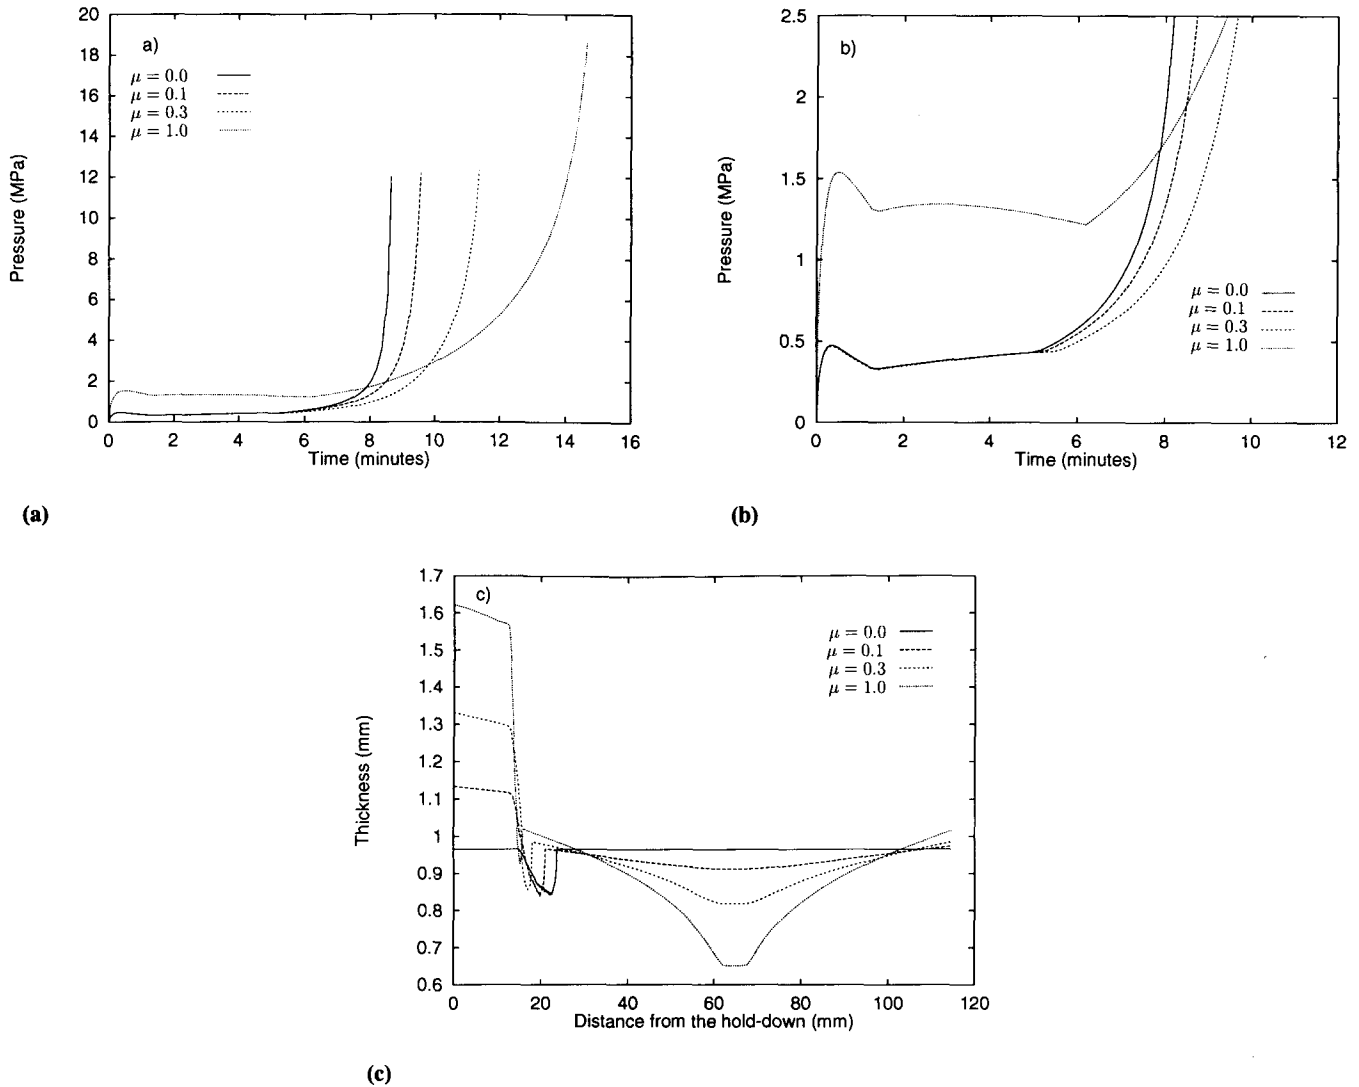 a)
μ = 0.0
μ = 0.1
μ = 0.3
μ = 1.0
20
18
16
14
12
10
8
6
4
2
0
Pressure (MPa)
0 2 4 6 8 10 12 14 16
Time (minutes)
(a)
b)
2.5
2
1.5
1
0.5
0
Pressure (MPa)
μ = 0.0
μ = 0.1
μ = 0.3
μ = 1.0
0 2 4 6 8 10 12
Time (minutes)
(b)
c)
1.7
1.6
1.5
1.4
1.3
1.2
1.1
1
0.9
0.8
0.7
0.6
Thickness (mm)
μ = 0.0
μ = 0.1
μ = 0.3
μ = 1.0
0 20 40 60 80 100 120
Distance from the hold-down (mm)
(c)